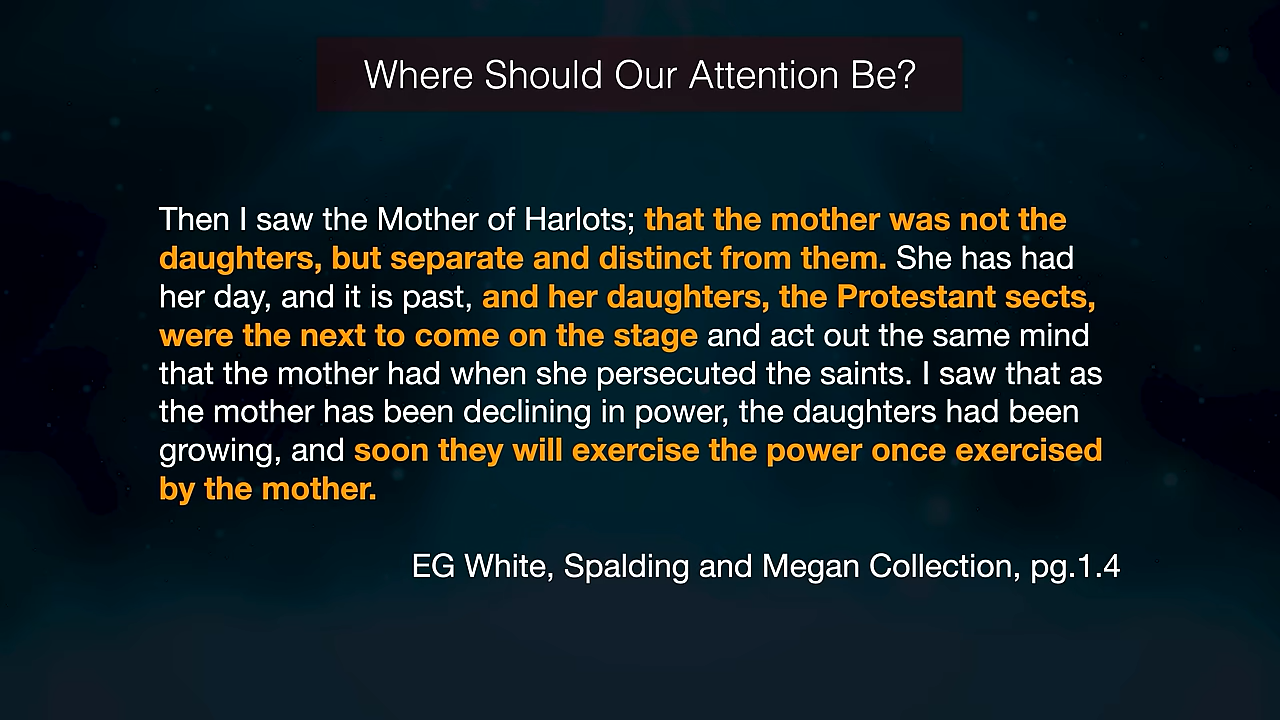 Where Should Our Attention Be?
Then I saw the Mother of Harlots; that the mother was not the
daughters, but separate and distinct from them. She has had
her day, and it is past, and her daughters, the Protestant sects,
were the next to come on the stage and act out the same mind
that the mother had when she persecuted the saints. I saw that as
the mother has been declining in power, the daughters had been
growing, and soon they will exercise the power once exercised
by the mother.
EG White, Spalding and Megan Collection, pg.1.4